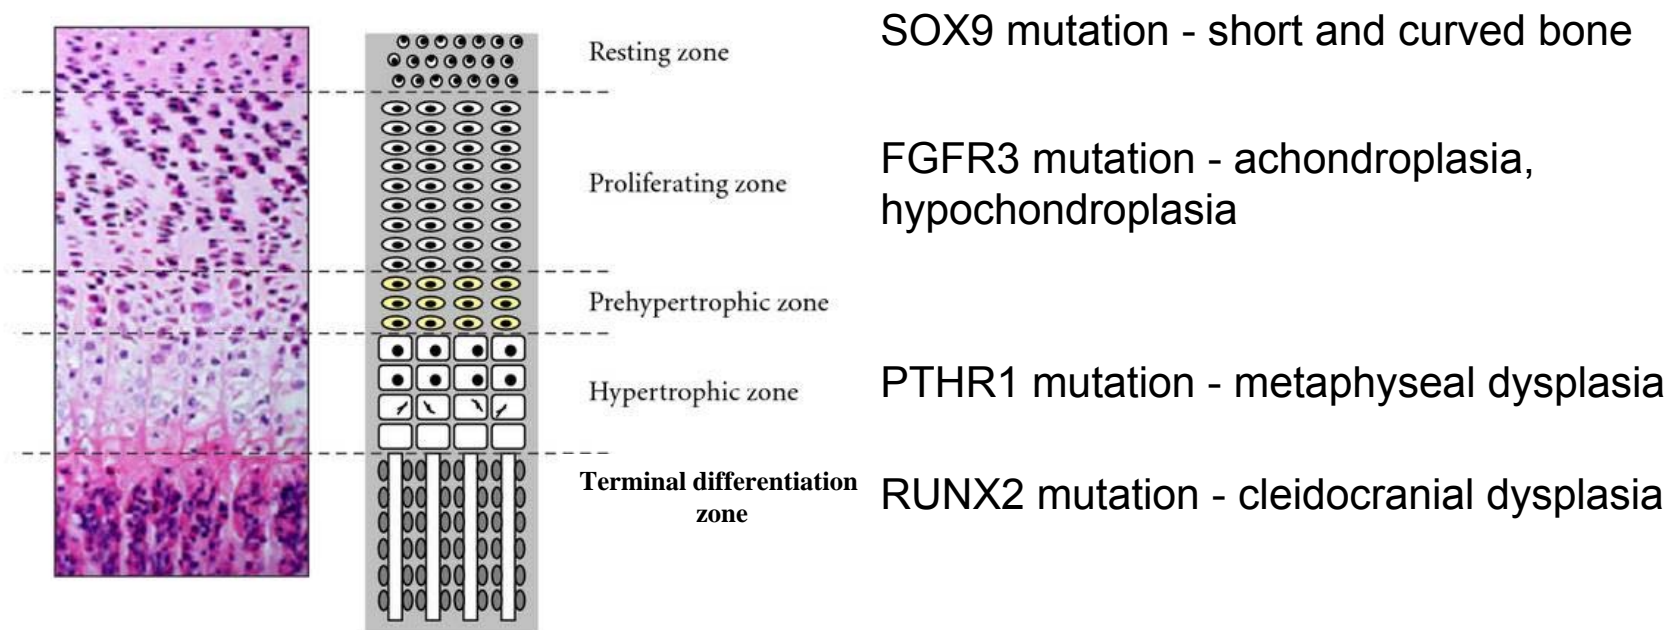 Resting zone
SOX9 mutation - short and curved bone
Proliferating zone
FGFR3 mutation - achondroplasia,
hypochondroplasia
Prehypertrophic zone
Hypertrophic zone
PTHR1 mutation - metaphyseal dysplasia
Terminal differentiation
zone
RUNX2 mutation - cleidocranial dysplasia